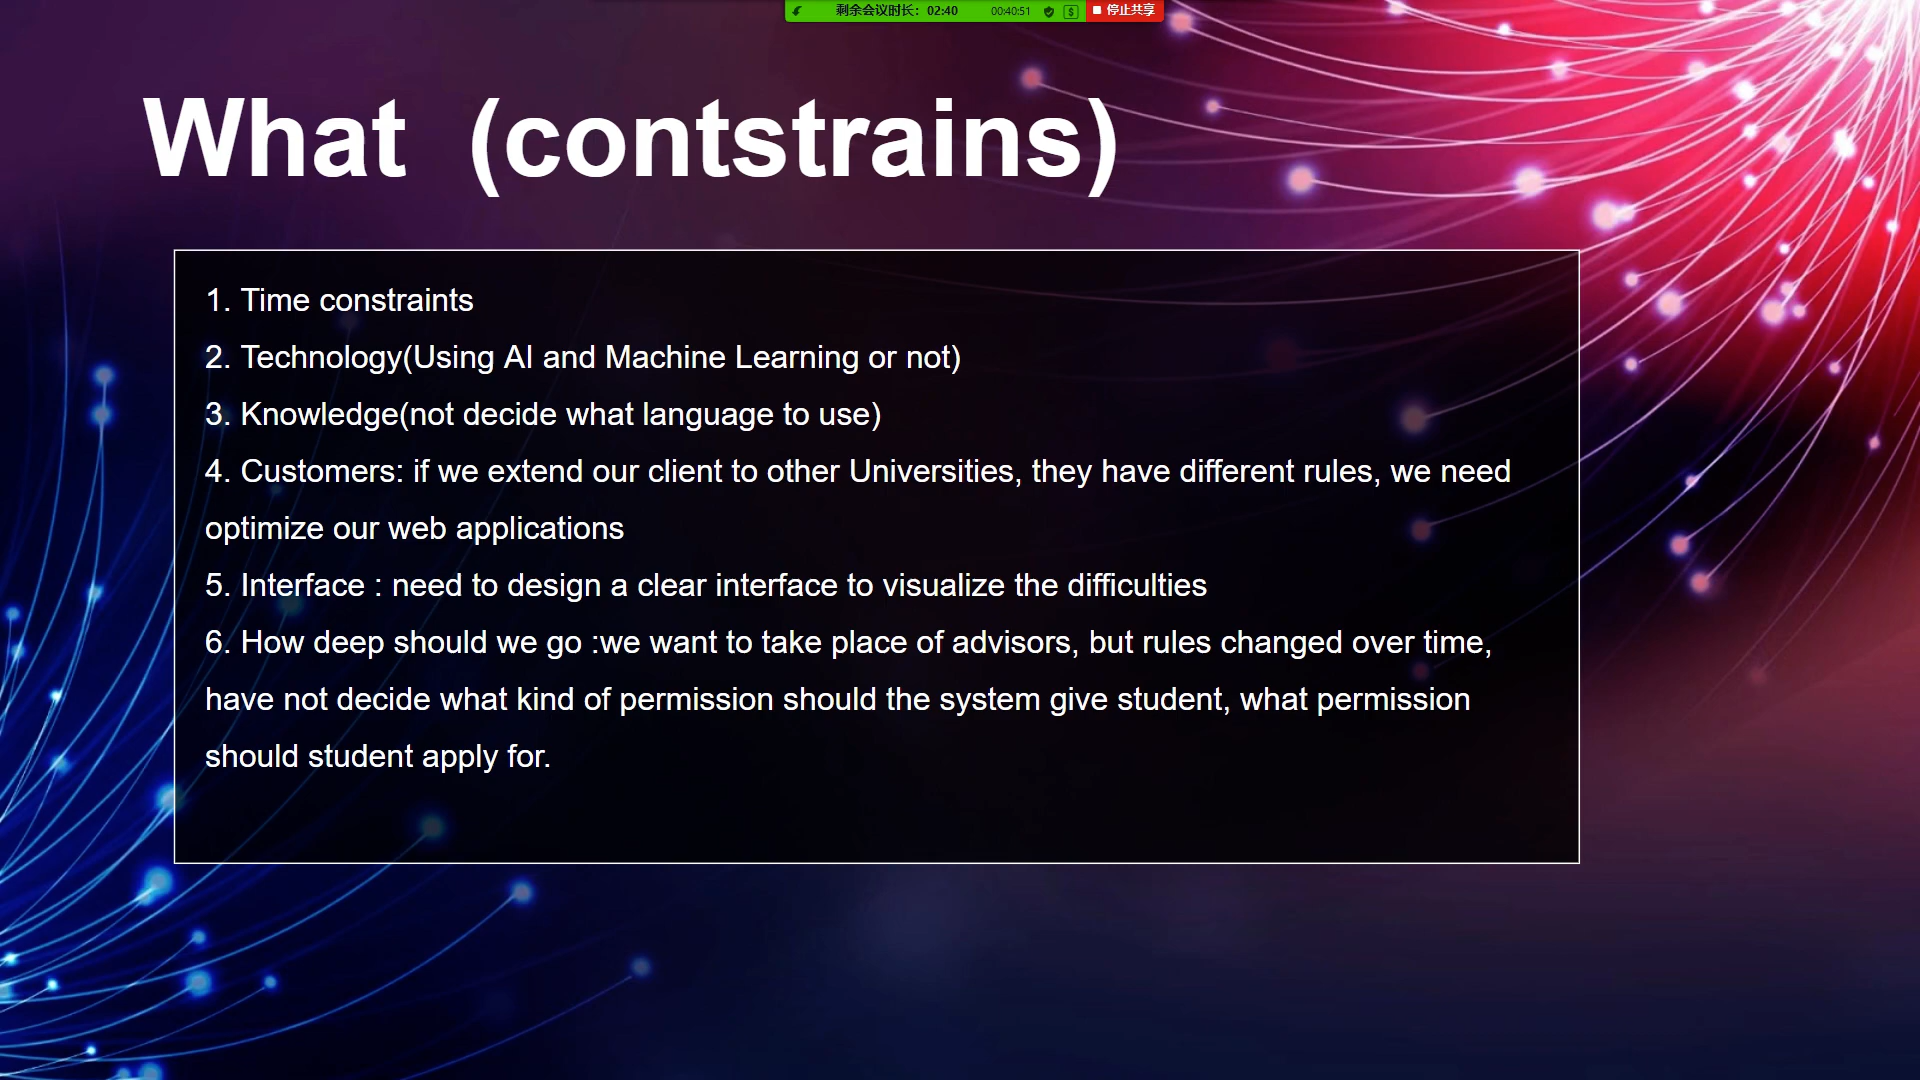 剩余会议时长：02:40 00:40:51 停止共享
What (contstrains)
1. Time constraints
2. Technology(Using AI and Machine Learning or not)
3. Knowledge(not decide what language to use)
4. Customers: if we extend our client to other Universities, they have different rules, we need
optimize our web applications
5. Interface : need to design a clear interface to visualize the difficulties
6. How deep should we go :we want to take place of advisors, but rules changed over time,
have not decide what kind of permission should the system give student, what permission
should student apply for.